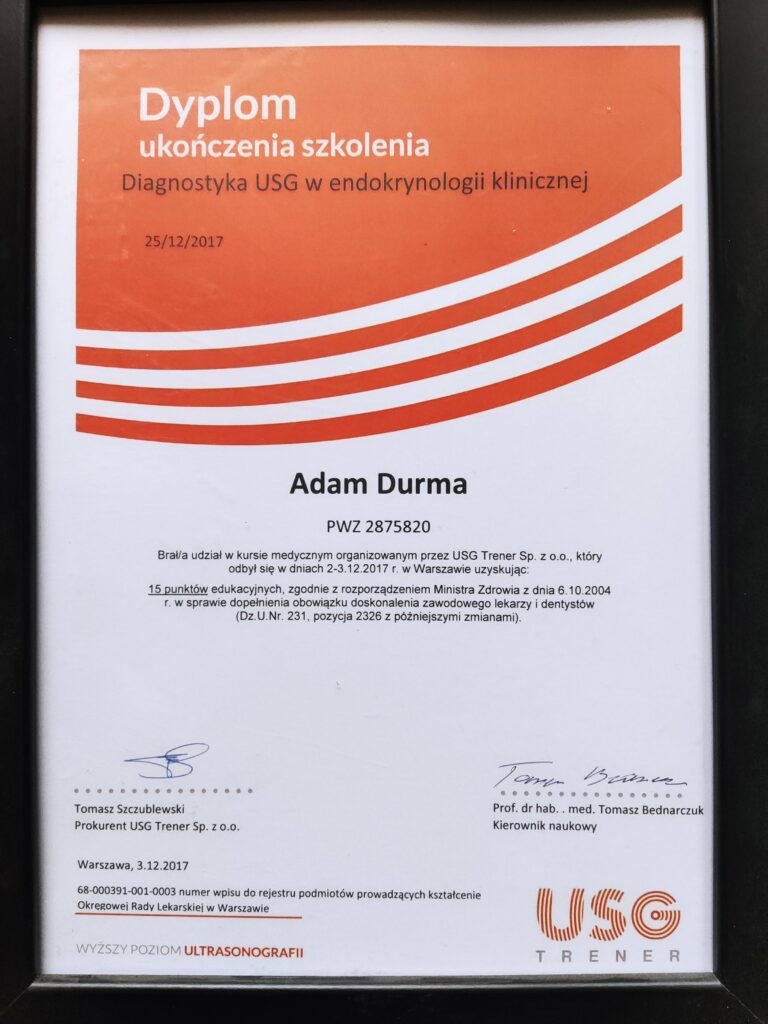 Dyplom
ukończenia szkolenia
Diagnostyka USG w endokrynologii klinicznej
25/12/2017
Adam Durma
PWZ 2875820
Brał/a udział w kursie medycznym organizowanym przez USG Trener Sp. z o.o., który
odbył się w dniach 2-3.12.2017 r. w Warszawie uzyskując:
15 punktów edukacyjnych, zgodnie z rozporządzeniem Ministra Zdrowia z dnia 6.10.2004
r. w sprawie dopełnienia obowiązku doskonalenia zawodowego lekarzy i dentystów
(Dz.U.Nr. 231, pozycja 2326 z późniejszymi zmianami).
Tomasz Szczublewski
Prokurent USG Trener Sp. z o.o.
Prof. dr hab. . med. Tomasz Bednarczuk
Kierownik naukowy
Warszawa, 3.12.2017
68-000391-001-0003 numer wpisu do rejestru podmiotów prowadzących kształcenie
Okręgowej Rady Lekarskiej w Warszawie
WYŻSZY POZIOM ULTRASONOGRAFII
USG
TRENER